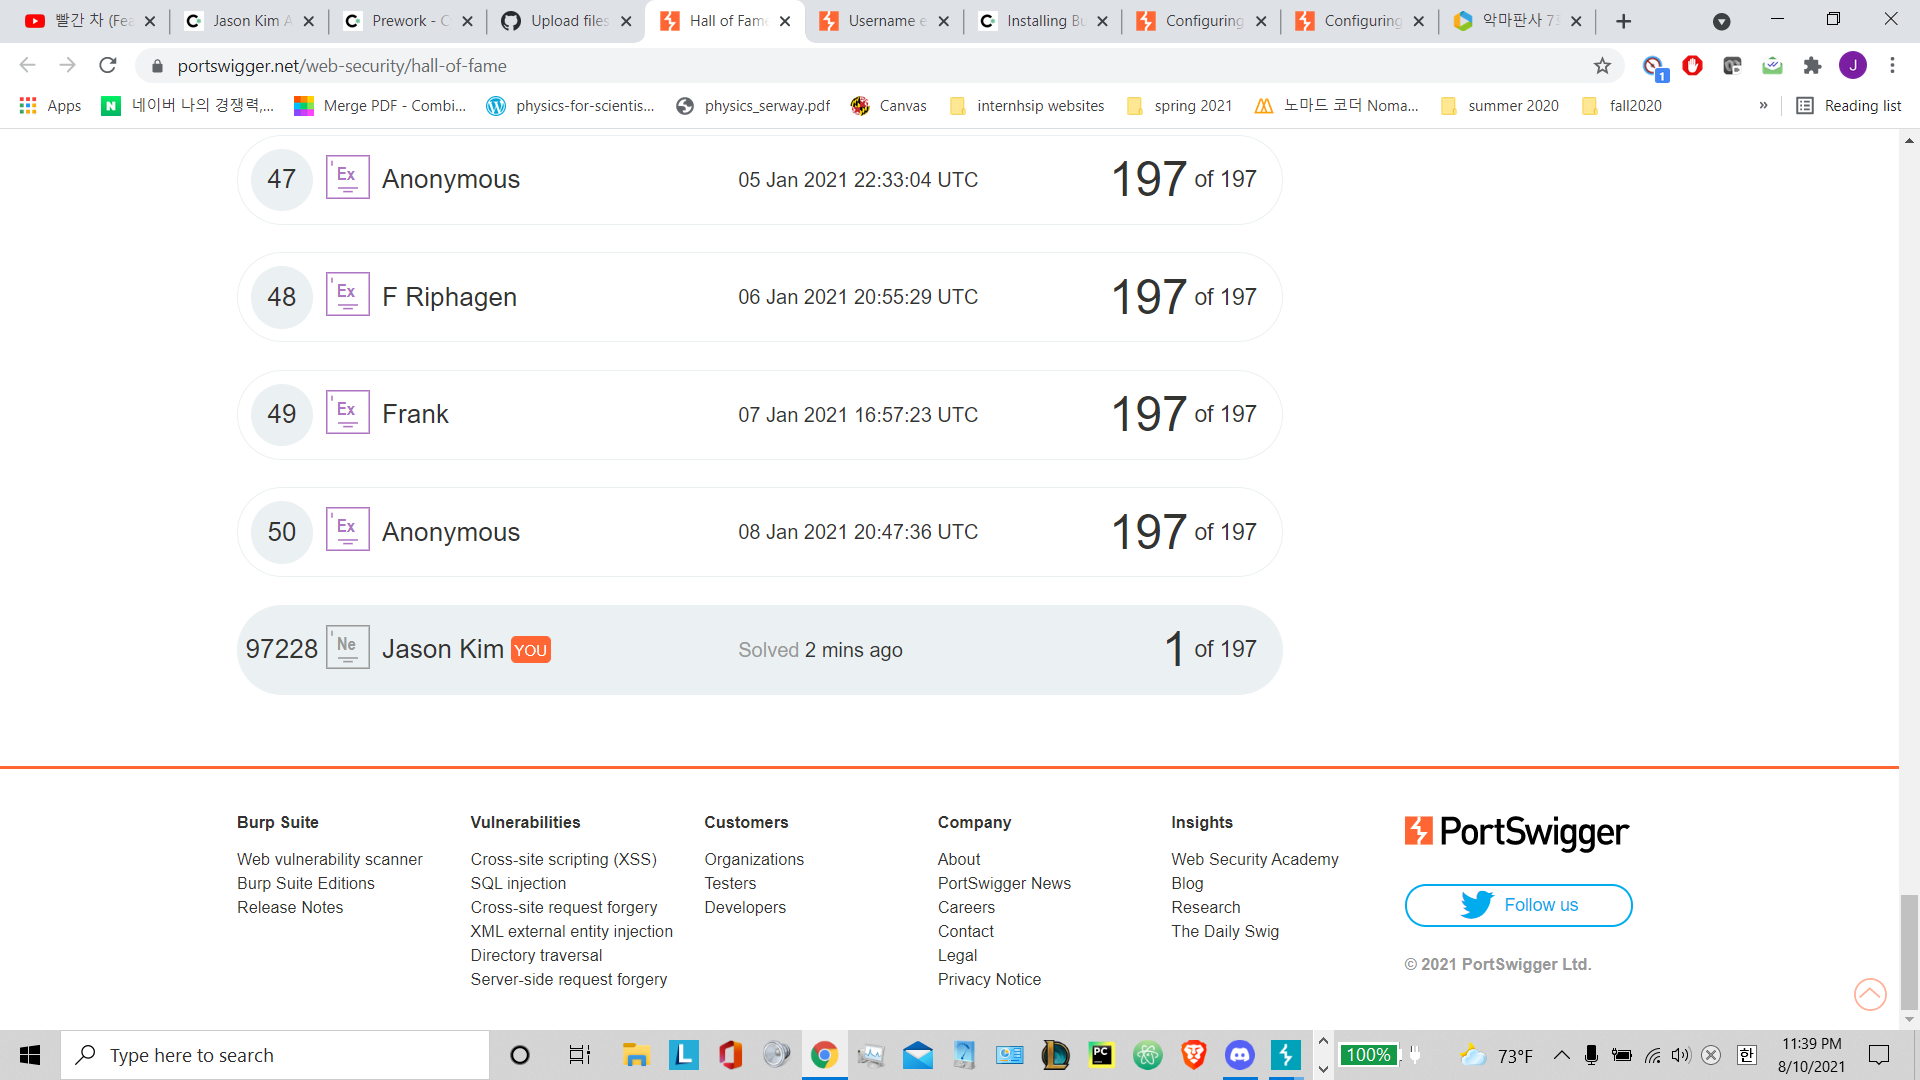 빨간 차 (Fea
Jason Kim A
Prework - C
Upload files
Hall of Fame
Username e
Installing Bu
Configuring
Configuring
악마판사 7
portswigger.net/web-security/hall-of-fame
1
J
Apps
N
네이버 나의 경쟁력,...
Merge PDF - Combi...
physics-for-scientis...
physics_serway.pdf
Canvas
internhsip websites
spring 2021
노마드 코더 Noma...
summer 2020
fall2020
»
Reading list
47 Ex Anonymous 05 Jan 2021 22:33:04 UTC 197 of 197
48 Ex F Riphagen 06 Jan 2021 20:55:29 UTC 197 of 197
49 Ex Frank 07 Jan 2021 16:57:23 UTC 197 of 197
50 Ex Anonymous 08 Jan 2021 20:47:36 UTC 197 of 197
97228 Ne Jason Kim YOU Solved 2 mins ago 1 of 197
Burp Suite
Web vulnerability scanner
Burp Suite Editions
Release Notes
Vulnerabilities
Cross-site scripting (XSS)
SQL injection
Cross-site request forgery
XML external entity injection
Directory traversal
Server-side request forgery
Customers
Organizations
Testers
Developers
Company
About
PortSwigger News
Careers
Contact
Legal
Privacy Notice
Insights
Web Security Academy
Blog
Research
The Daily Swig
PortSwigger
Follow us
© 2021 PortSwigger Ltd.
Type here to search
L
PC
100%
73°F
한
11:39 PM
8/10/2021